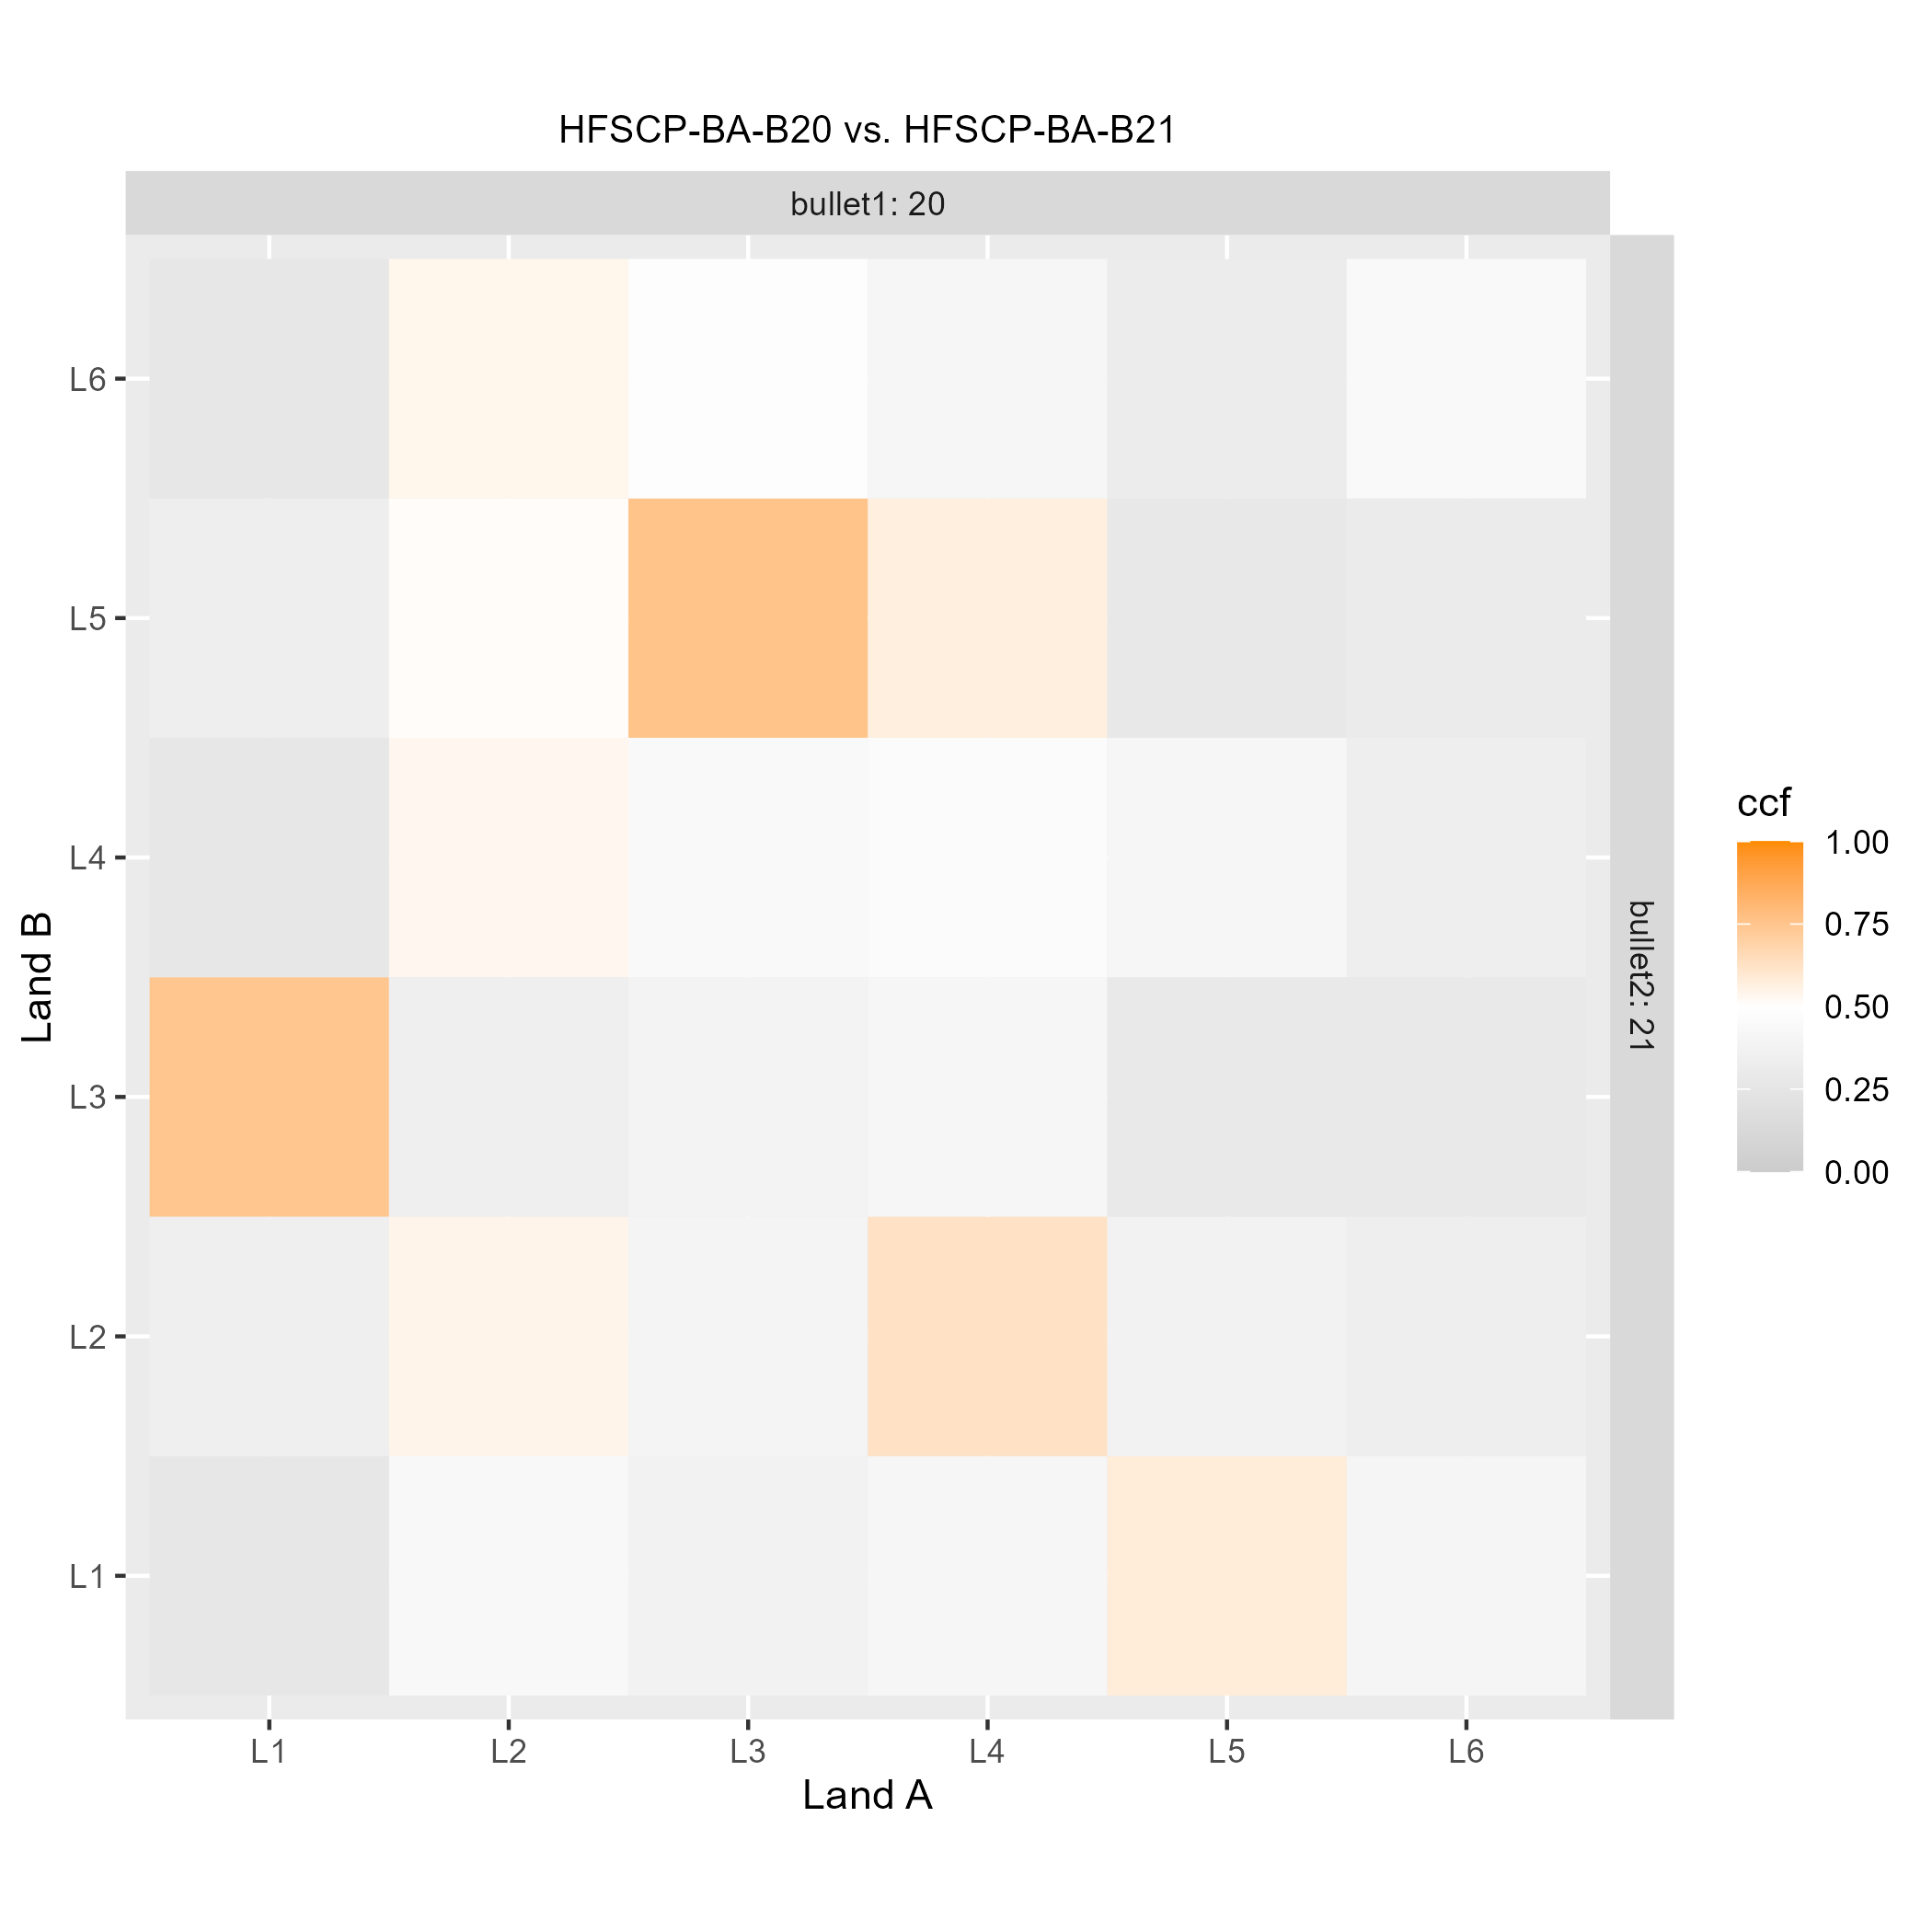 HFSCP-BA-B20 vs. HFSCP-BA-B21
bullet1: 20
bullet2: 21
Land B
L6
L5
L4
L3
L2
L1
L1 L2 L3 L4 L5 L6
Land A
ccf
1.00
0.75
0.50
0.25
0.00